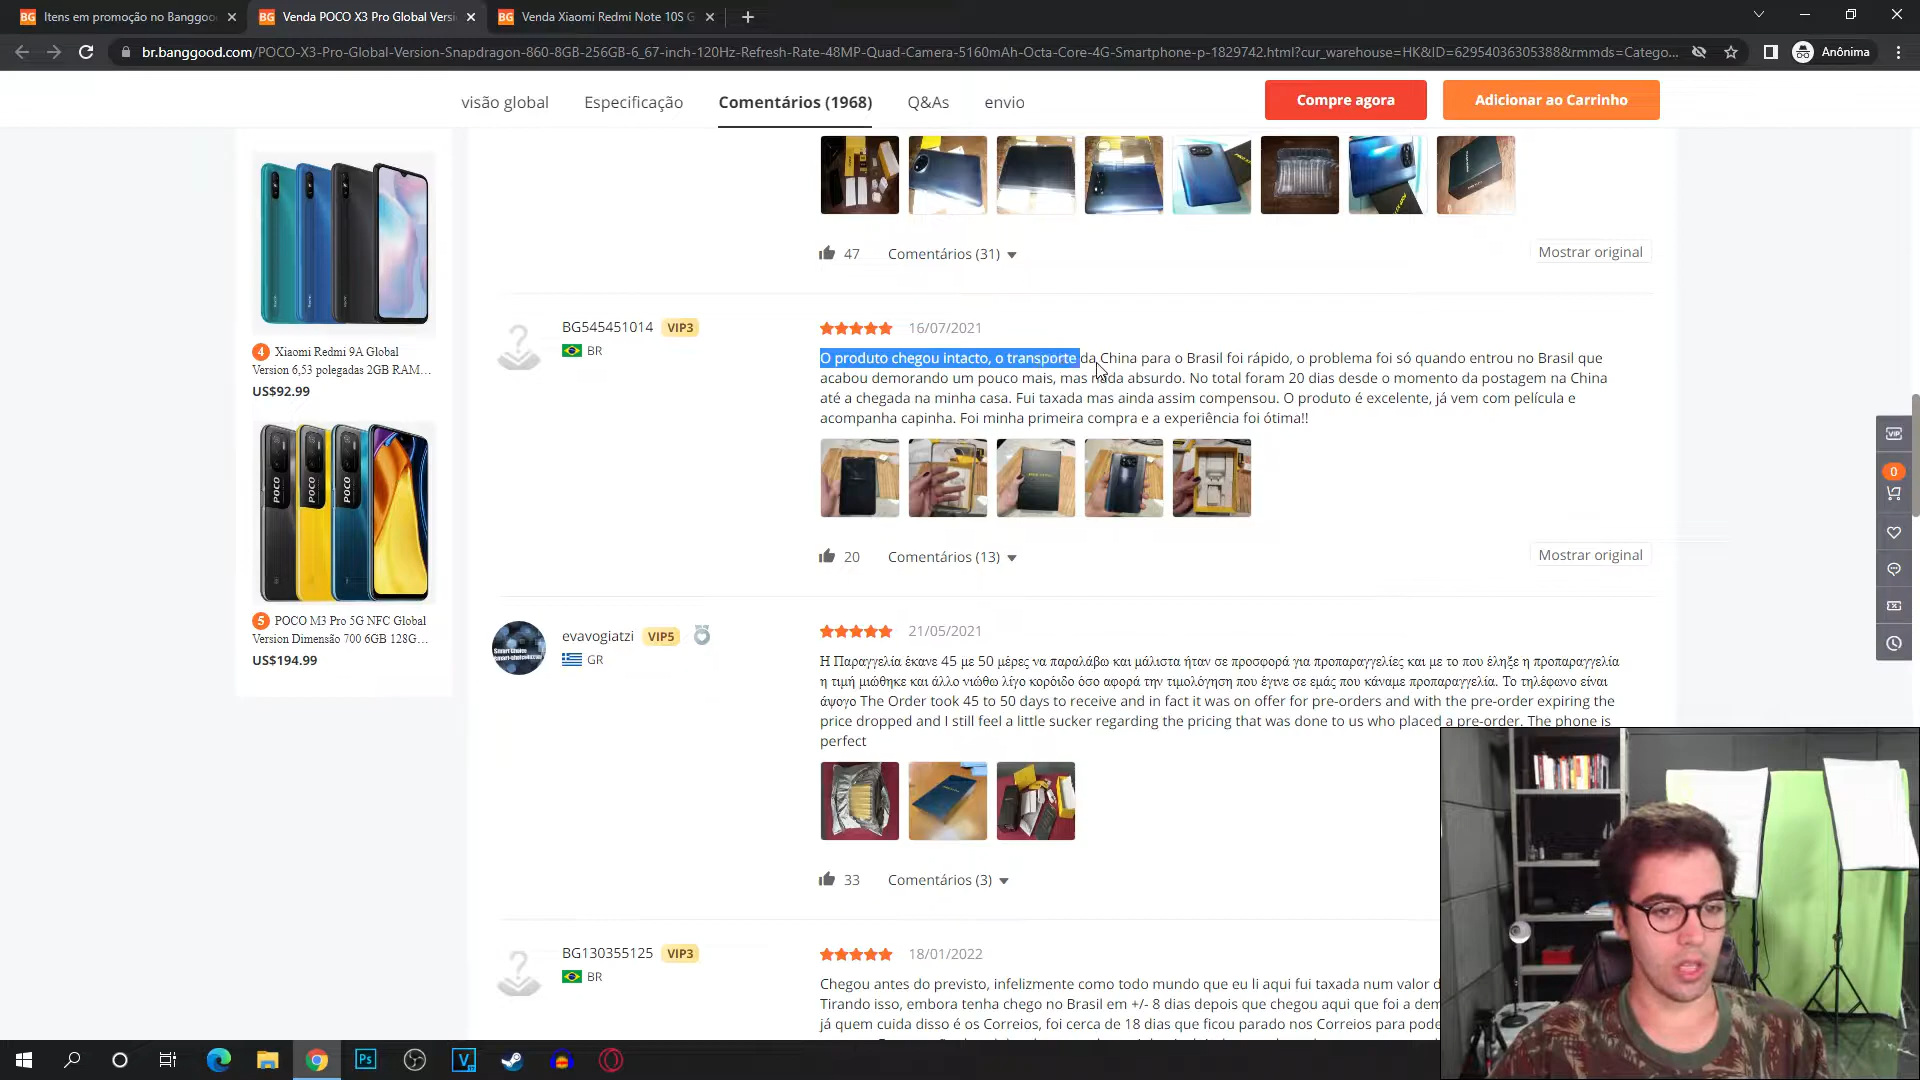 Itens em promoção no Banggoo
Venda POCO X3 Pro Global Versi
Venda Xiaomi Redmi Note 10S G
br.banggood.com/POCO-X3-Pro-Global-Version-Snapdragon-860-8GB-256GB-6_67-inch-120Hz-Refresh-Rate-48MP-Quad-Camera-5160mAh-Octa-Core-4G-Smartphone-p-1829742.html?cur_warehouse=HK&ID=62954036305388&rmmds=Catego...
Anônima
visão global
Especificação
Comentários (1968)
Q&As
envio
Compre agora
Adicionar ao Carrinho
4 Xiaomi Redmi 9A Global
Version 6,53 polegadas 2GB RAM...
US$92.99
POCO
POCO
POCO
5 POCO M3 Pro 5G NFC Global
Version Dimensão 700 6GB 128G...
US$194.99
47
Comentários (31)
Mostrar original
BG545451014 VIP3
BR
16/07/2021
O produto chegou intacto, o transporte da China para o Brasil foi rápido, o problema foi só quando entrou no Brasil que
acabou demorando um pouco mais, mas nada absurdo. No total foram 20 dias desde o momento da postagem na China
até a chegada na minha casa. Fui taxada mas ainda assim compensou. O produto é excelente, já vem com película e
acompanha capinha. Foi minha primeira compra e a experiência foi ótima!!
20
Comentários (13)
Mostrar original
evavogiatzi VIP5
GR
21/05/2021
Η Παραγγελία έκανε 45 με 50 μέρες να παραλάβω και μάλιστα ήταν σε προσφορά για προπαραγγελίες και με το που έληξε η προπαραγγελία
η τιμή μιώθηκε και άλλο νιώθω λίγο κορόιδο όσο αφορά την τιμολόγηση που έγινε σε εμάς που κάναμε προπαραγγελία. Το τηλέφωνο είναι
άψογο The Order took 45 to 50 days to receive and in fact it was on offer for pre-orders and with the pre-order expiring the
price dropped and I still feel a little sucker regarding the pricing that was done to us who placed a pre-order. The phone is
perfect
33
Comentários (3)
BG130355125 VIP3
BR
18/01/2022
Chegou antes do previsto, infelizmente como todo mundo que eu li aqui fui taxada num valor d
Tirando isso, embora tenha chego no Brasil em +/- 8 dias depois que chegou aqui que foi a dem
já quem cuida disso é os Correios, foi cerca de 18 dias que ficou parado nos Correios para pode
VIP
0
Ps
V